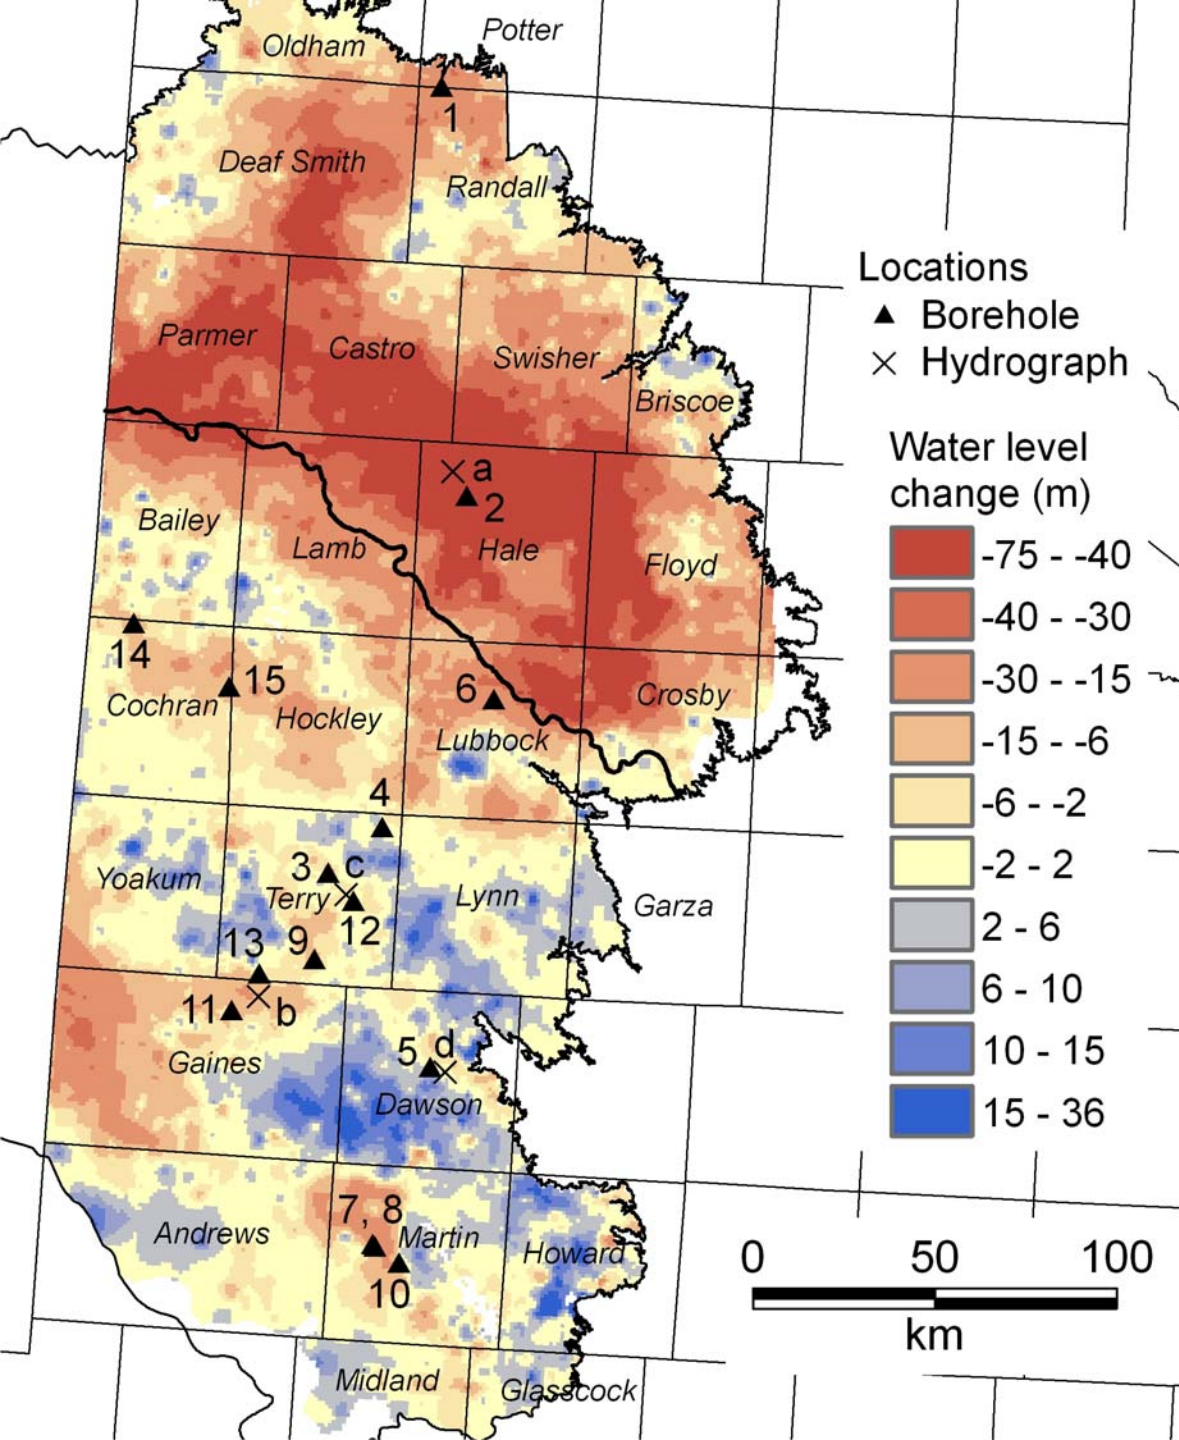 Potter
Oldham
1
Deaf Smith
Randall
Locations
Borehole
Hydrograph
Parmer
Castro
Swisher
Briscoe
Water level
change (m)
a
2
Bailey
Lamb
Hale
Floyd
-75 - -40
-40 - -30
-30 - -15
-15 - -6
-6 - -2
-2 - 2
2 - 6
6 - 10
10 - 15
15 - 36
14
15
6
Cochran
Hockley
Crosby
Lubbock
4
3
c
Yoakum
Terry
Lynn
Garza
12
13
9
11
b
Gaines
5
d
Dawson
7, 8
Andrews
Martin
Howard
10
0 50 100
km
Midland
Glasscock